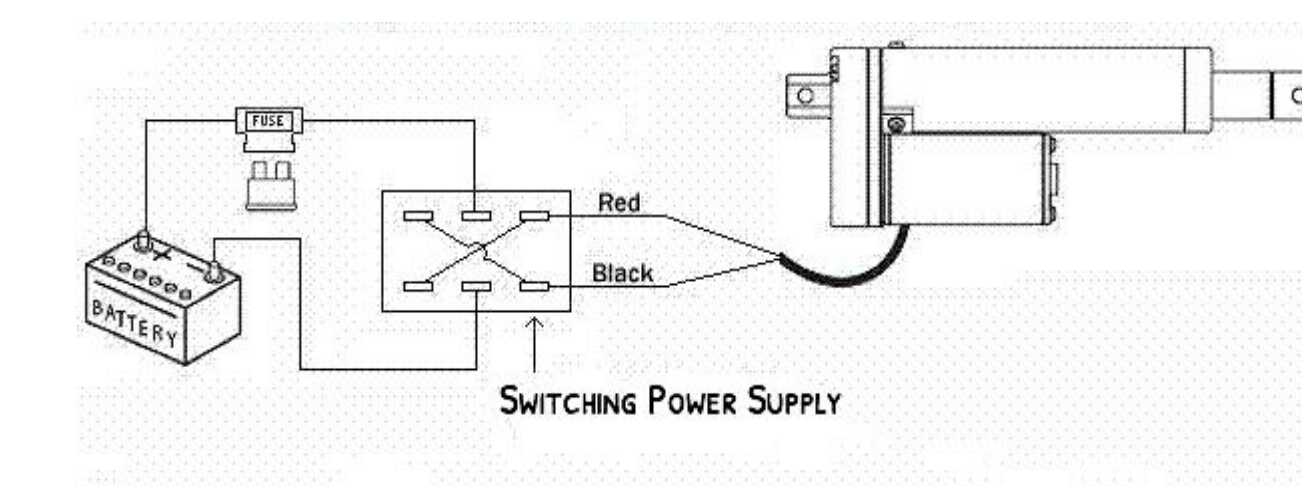 FUSE
Red
+ −
Black
BATTERY
SWITCHING POWER SUPPLY